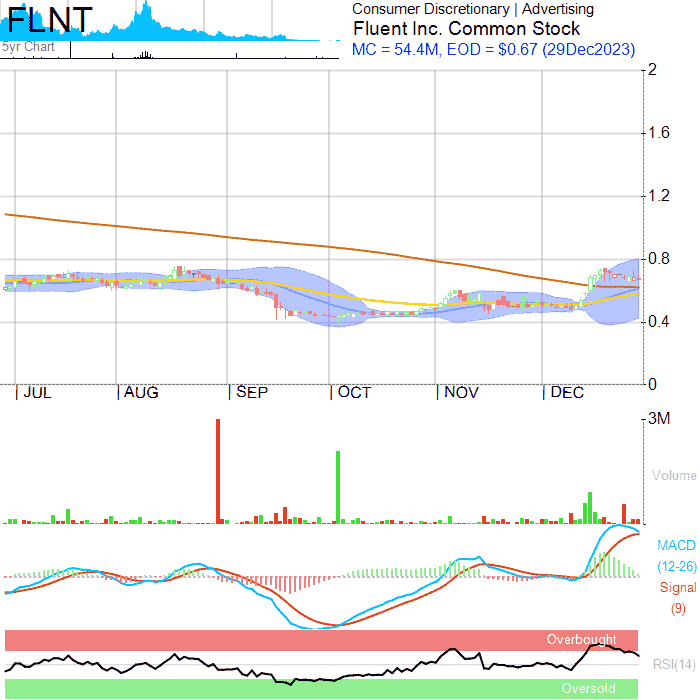 FLNT
5yr Chart
Consumer Discretionary | Advertising
Fluent Inc. Common Stock
MC = 54.4M, EOD = $0.67 (29Dec2023)
2
1.6
1.2
0.8
0.4
0
JUL AUG SEP OCT NOV DEC
3M
Volume
MACD
(12-26)
Signal
(9)
Overbought
RSI(14)
Oversold